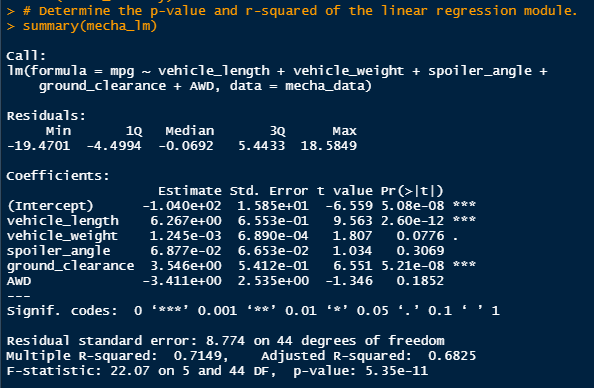 > # Determine the p-value and r-squared of the linear regression module.
> summary(mecha_lm)
Call:
lm(formula = mpg ~ vehicle_length + vehicle_weight + spoiler_angle +
    ground_clearance + AWD, data = mecha_data)
Residuals:
     Min       1Q   Median       3Q      Max
-19.4701  -4.4994  -0.0692   5.4433  18.5849
Coefficients:
                   Estimate Std. Error t value Pr(>|t|)
(Intercept)      -1.040e+02  1.585e+01  -6.559 5.08e-08 ***
vehicle_length    6.267e+00  6.553e-01   9.563 2.60e-12 ***
vehicle_weight    1.245e-03  6.890e-04   1.807   0.0776 .
spoiler_angle     6.877e-02  6.653e-02   1.034   0.3069
ground_clearance  3.546e+00  5.412e-01   6.551 5.21e-08 ***
AWD              -3.411e+00  2.535e+00  -1.346   0.1852
---
Signif. codes:  0 ‘***’ 0.001 ‘**’ 0.01 ‘*’ 0.05 ‘.’ 0.1 ‘ ’ 1
Residual standard error: 8.774 on 44 degrees of freedom
Multiple R-squared:  0.7149,    Adjusted R-squared:  0.6825
F-statistic: 22.07 on 5 and 44 DF,  p-value: 5.35e-11